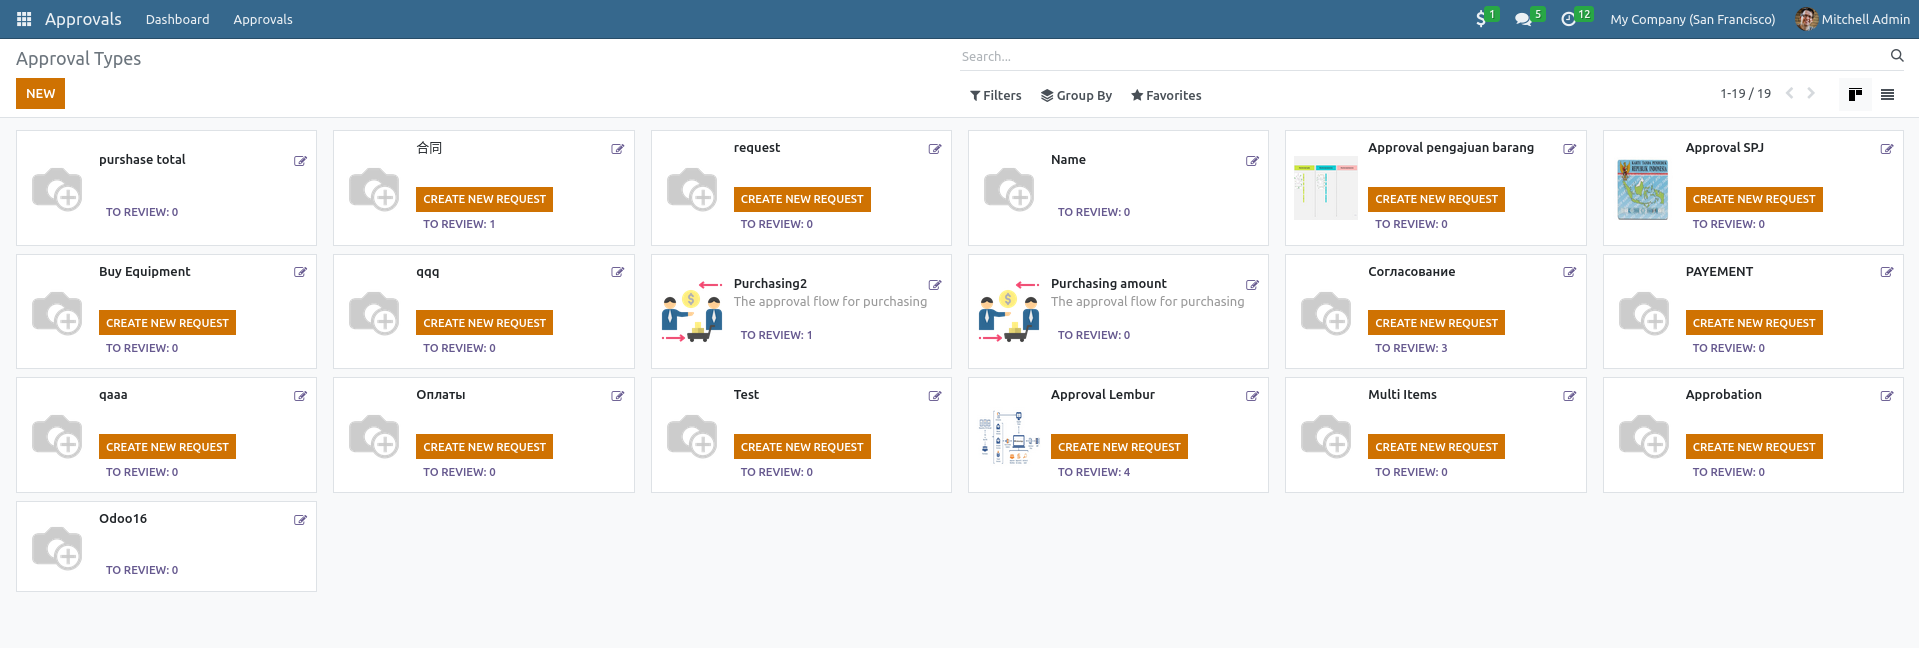 Approvals Dashboard Approvals 1 5 12 My Company (San Francisco) Mitchell Admin
Approval Types
Search...
NEW
Filters Group By Favorites
1-19 / 19
purshase total
TO REVIEW: 0
合同
CREATE NEW REQUEST
TO REVIEW: 1
request
CREATE NEW REQUEST
TO REVIEW: 0
Name
TO REVIEW: 0
Approval pengajuan barang
CREATE NEW REQUEST
TO REVIEW: 0
Approval SPJ
REPUBLIK INDONESIA
CREATE NEW REQUEST
TO REVIEW: 0
Buy Equipment
CREATE NEW REQUEST
TO REVIEW: 0
qqq
CREATE NEW REQUEST
TO REVIEW: 0
Purchasing2
The approval flow for purchasing
TO REVIEW: 1
Purchasing amount
The approval flow for purchasing
TO REVIEW: 0
Согласование
CREATE NEW REQUEST
TO REVIEW: 3
PAYEMENT
CREATE NEW REQUEST
TO REVIEW: 0
qaaa
CREATE NEW REQUEST
TO REVIEW: 0
Оплаты
CREATE NEW REQUEST
TO REVIEW: 0
Test
CREATE NEW REQUEST
TO REVIEW: 0
Approval Lembur
CREATE NEW REQUEST
TO REVIEW: 4
Multi Items
CREATE NEW REQUEST
TO REVIEW: 0
Approbation
CREATE NEW REQUEST
TO REVIEW: 0
Odoo16
TO REVIEW: 0